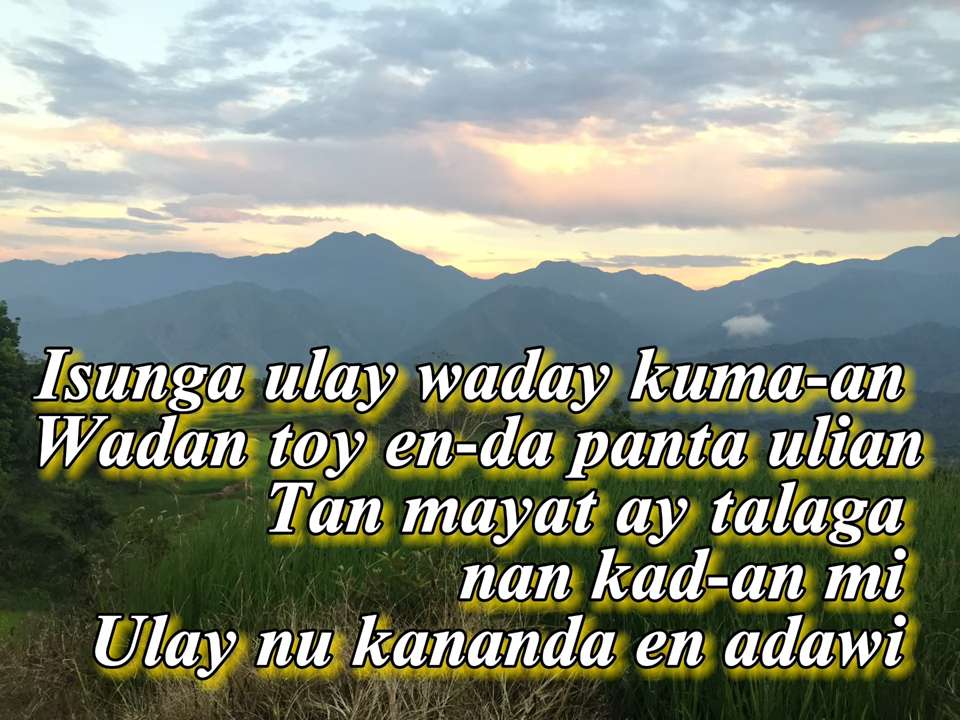 Isunga ulay waday kuma-an
Wadan toy en-da panta ulian
Tan mayat ay talaga
nan kad-an mi
Ulay nu kananda en adawi